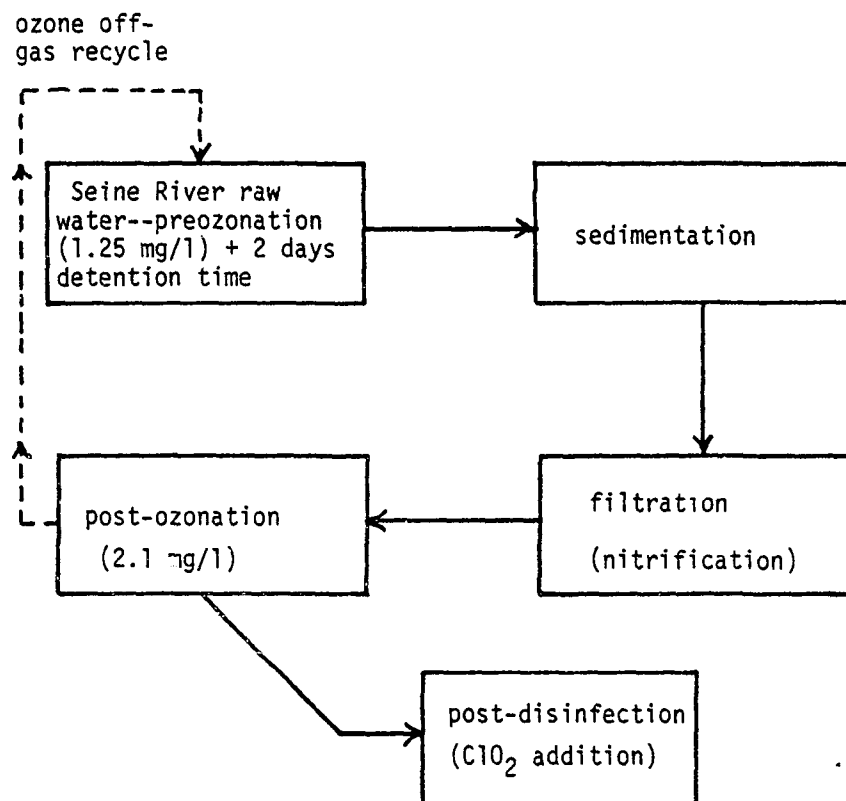 ozone off-
gas recycle
Seine River raw
water--preozonation
(1.25 mg/l) + 2 days
detention time
sedimentation
filtration
(nitrification)
post-ozonation
(2.1 mg/l)
post-disinfection
(ClO₂ addition)